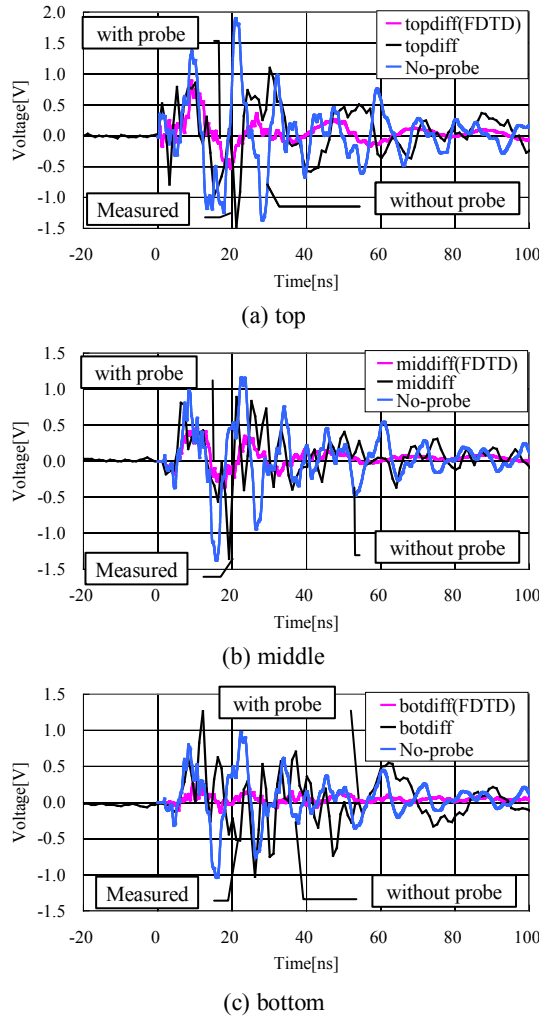 2.0
1.5
1.0
0.5
0.0
-0.5
-1.0
-1.5
Voltage[V]
with probe
topdiff(FDTD)
topdiff
No-probe
Measured
without probe
-20 0 20 40 60 80 100
Time[ns]
(a) top
1.5
1.0
0.5
0.0
-0.5
-1.0
-1.5
Voltage[V]
with probe
middiff(FDTD)
middiff
No-probe
Measured
without probe
-20 0 20 40 60 80 100
Time[ns]
(b) middle
1.5
1.0
0.5
0.0
-0.5
-1.0
-1.5
Voltage[V]
with probe
botdiff(FDTD)
botdiff
No-probe
Measured
without probe
-20 0 20 40 60 80 100
Time[ns]
(c) bottom